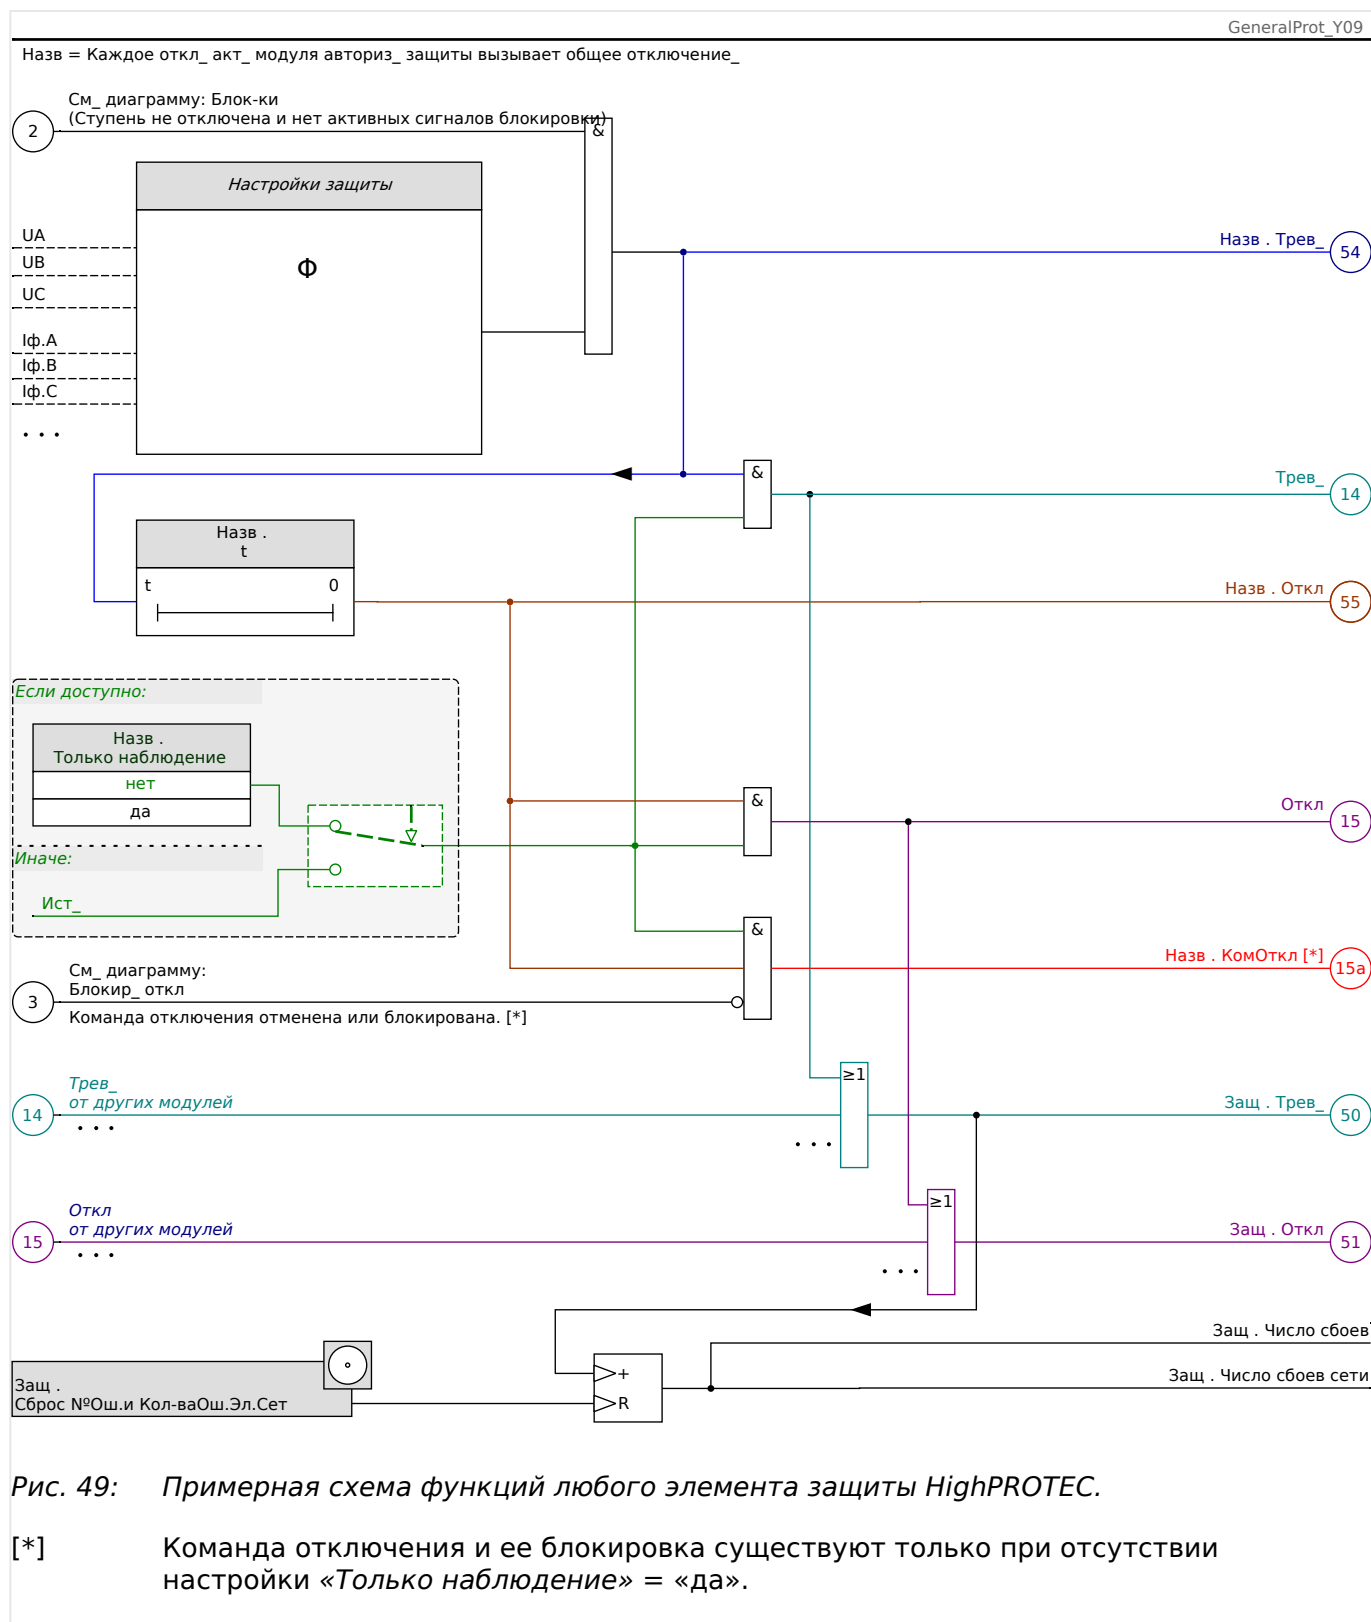 GeneralProt_Y09
Назв = Каждое откл_ акт_ модуля авториз_ защиты вызывает общее отключение_
См_ диаграмму: Блок-ки
(Ступень не отключена и нет активных сигналов блокировки)
2
&
Настройки защиты
UA
UB
UC
Iф.A
Iф.B
Iф.C
. . .
Φ
Назв . Трев_
54
&
Трев_
14
Назв .
t
t 0
Назв . Откл
55
Если доступно:
Назв .
Только наблюдение
нет
да
Иначе:
Ист_
&
Откл
15
&
См_ диаграмму:
Блокир_ откл
3
Команда отключения отменена или блокирована. [*]
Назв . КомОткл [*]
15a
Трев_
от других модулей
14
. . .
≥1
. . .
Защ . Трев_
50
Откл
от других модулей
15
. . .
≥1
. . .
Защ . Откл
51
Защ .
Сброс №Ош.и Кол-ваОш.Эл.Сет
+
R
Защ . Число сбоев
Защ . Число сбоев сети
Рис. 49: Примерная схема функций любого элемента защиты HighPROTEC.
[*] Команда отключения и ее блокировка существуют только при отсутствии
настройки «Только наблюдение» = «да».